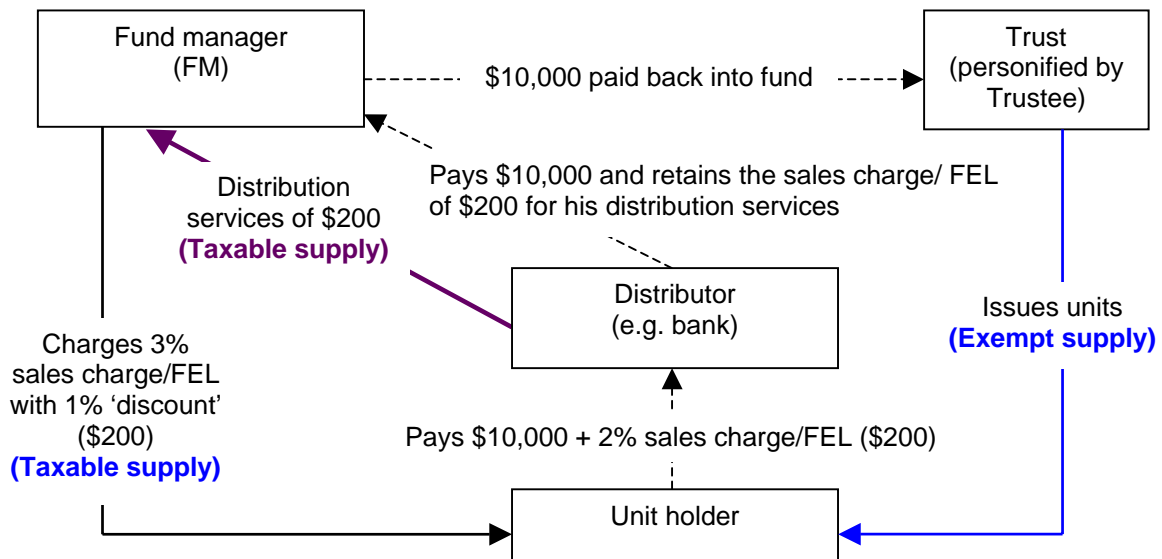 Fund manager
(FM)
$10,000 paid back into fund
Trust
(personified by
Trustee)
Pays $10,000 and retains the sales charge/ FEL
of $200 for his distribution services
Distribution
services of $200
(Taxable supply)
Distributor
(e.g. bank)
Issues units
(Exempt supply)
Charges 3%
sales charge/FEL
with 1% ‘discount’
($200)
(Taxable supply)
Pays $10,000 + 2% sales charge/FEL ($200)
Unit holder